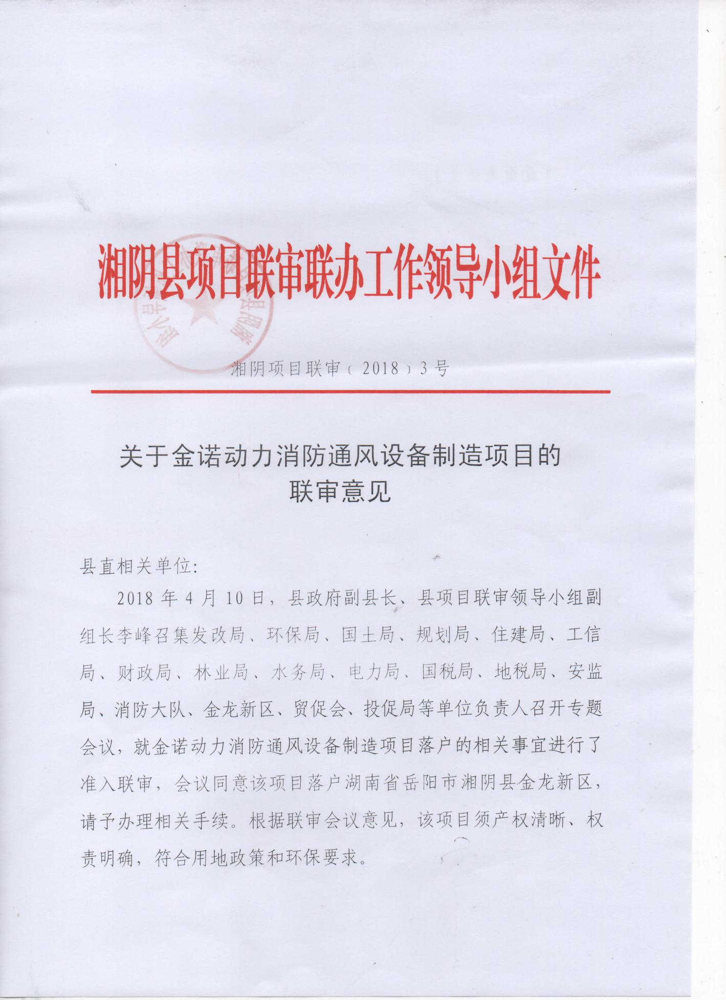 湘阴县项目联审联办工作领导小组文件
湘阴项目联审﹝2018﹞3号
关于金诺动力消防通风设备制造项目的
联审意见
县直相关单位：
2018 年 4 月 10 日，县政府副县长、县项目联审领导小组副
组长李峰召集发改局、环保局、国土局、规划局、住建局、工信
局、财政局、林业局、水务局、电力局、国税局、地税局、安监
局、消防大队、金龙新区、贸促会、投促局等单位负责人召开专题
会议，就金诺动力消防通风设备制造项目落户的相关事宜进行了
准入联审，会议同意该项目落户湖南省岳阳市湘阴县金龙新区，
请予办理相关手续。根据联审会议意见，该项目须产权清晰、权
责明确，符合用地政策和环保要求。